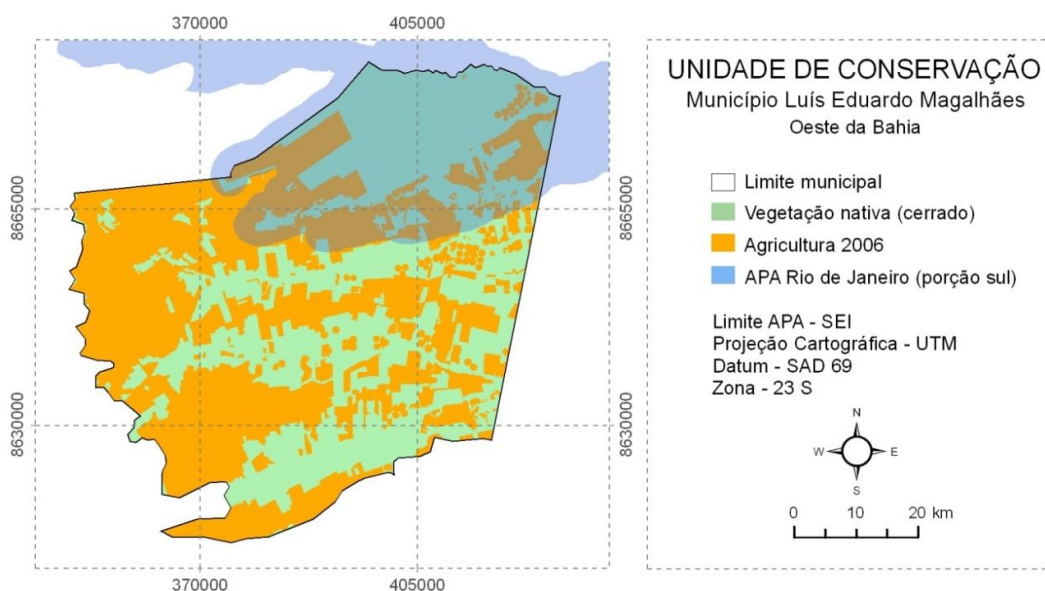 370000
405000
8665000
8630000
370000
405000
UNIDADE DE CONSERVAÇÃO
Município Luís Eduardo Magalhães
Oeste da Bahia
Limite municipal
Vegetação nativa (cerrado)
Agricultura 2006
APA Rio de Janeiro (porção sul)
Limite APA - SEI
Projeção Cartográfica - UTM
Datum - SAD 69
Zona - 23 S
N
W E
S
0 10 20 km